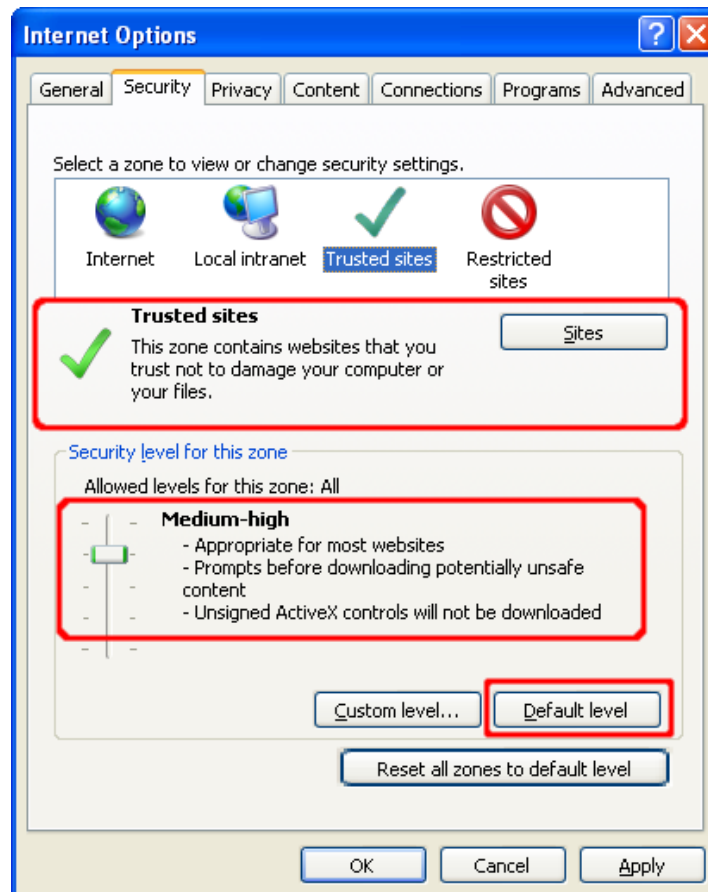 Internet Options
General Security Privacy Content Connections Programs Advanced
Select a zone to view or change security settings.
Internet Local intranet Trusted sites Restricted sites
Trusted sites
Sites
This zone contains websites that you
trust not to damage your computer or
your files.
Security level for this zone
Allowed levels for this zone: All
Medium-high
- Appropriate for most websites
- Prompts before downloading potentially unsafe
content
- Unsigned ActiveX controls will not be downloaded
Custom level... Default level
Reset all zones to default level
OK Cancel Apply